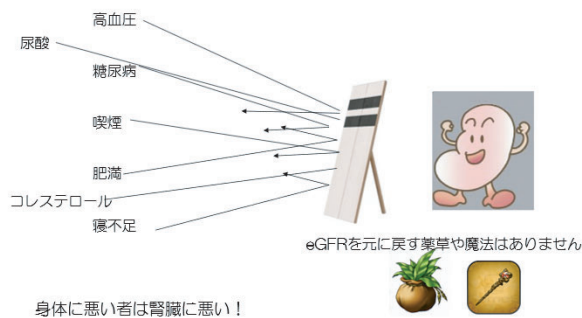 高血圧
尿酸
糖尿病
喫煙
肥満
コレステロール
寝不足
eGFRを元に戻す薬草や魔法はありません
身体に悪い者は腎臓に悪い！